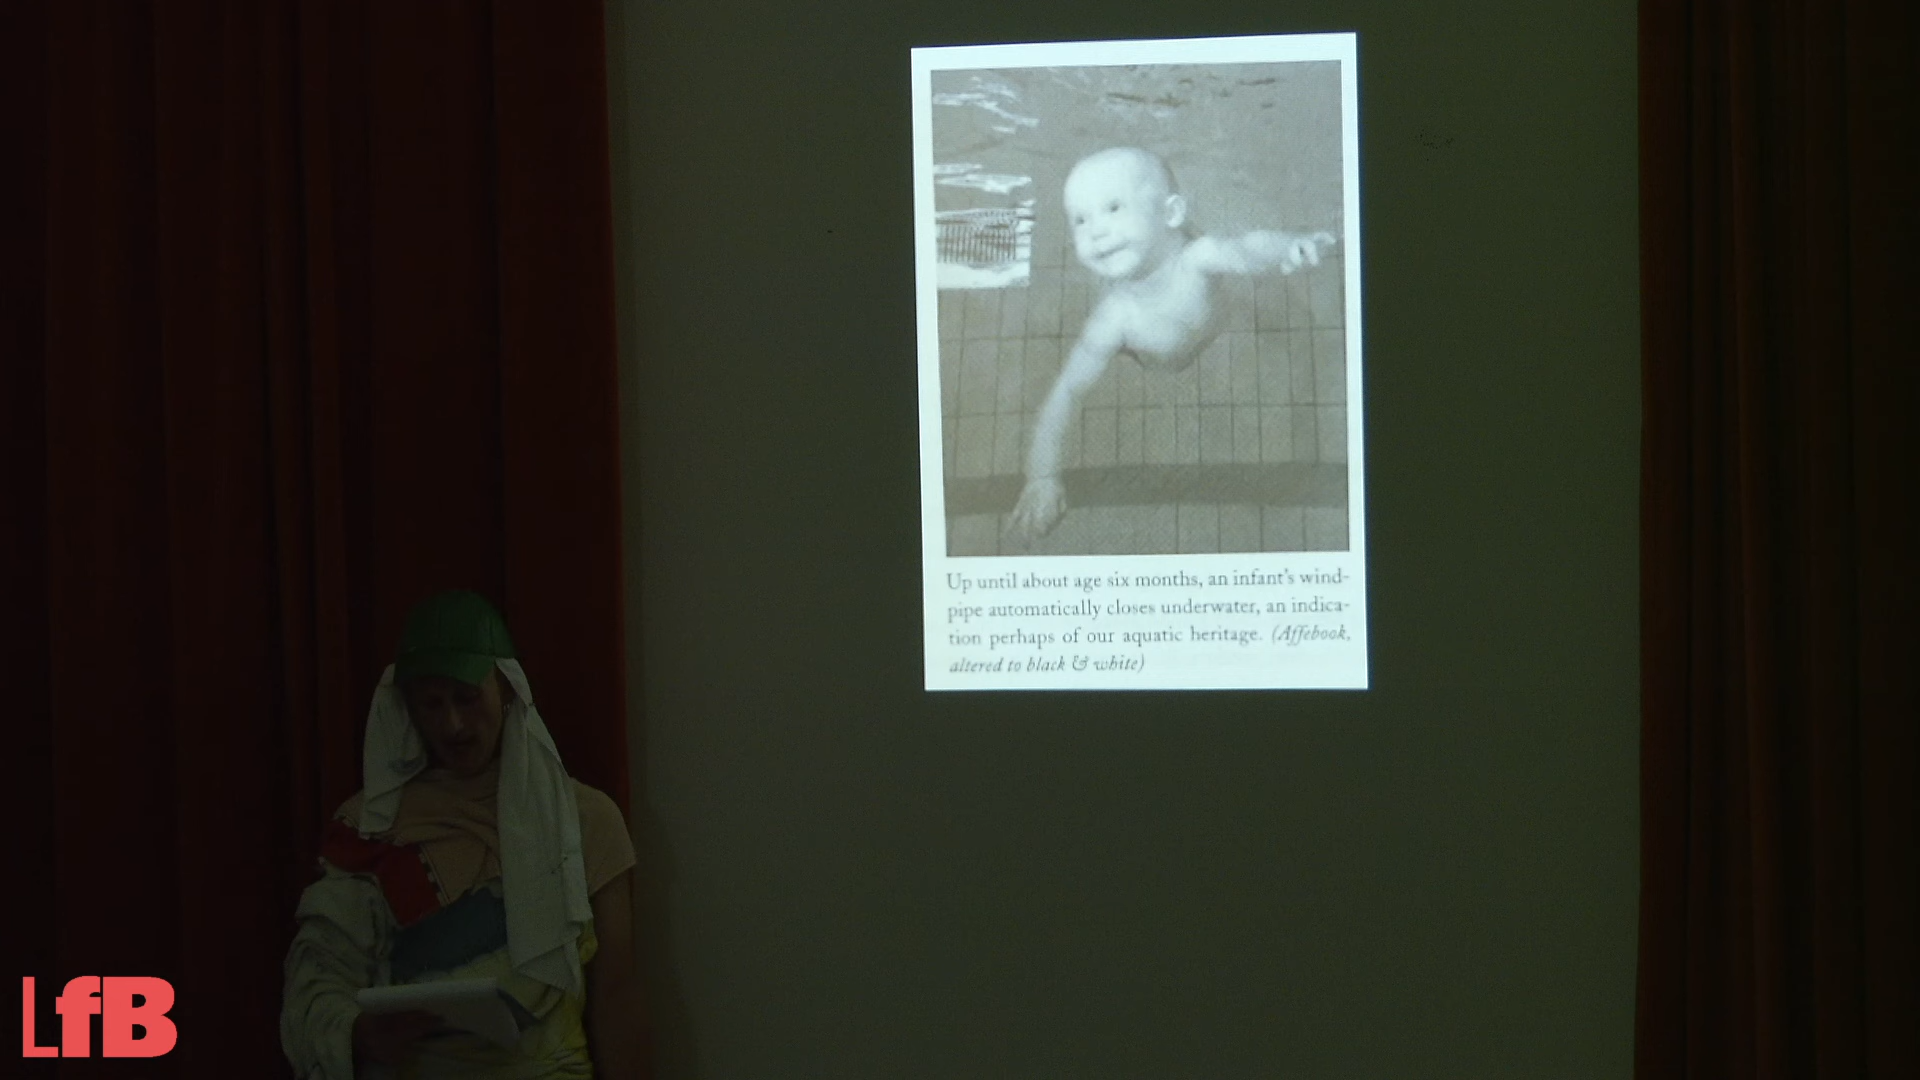 Up until about age six months, an infant's wind-
pipe automatically closes underwater, an indica-
tion perhaps of our aquatic heritage. (Affebook,
altered to black & white)
LfB